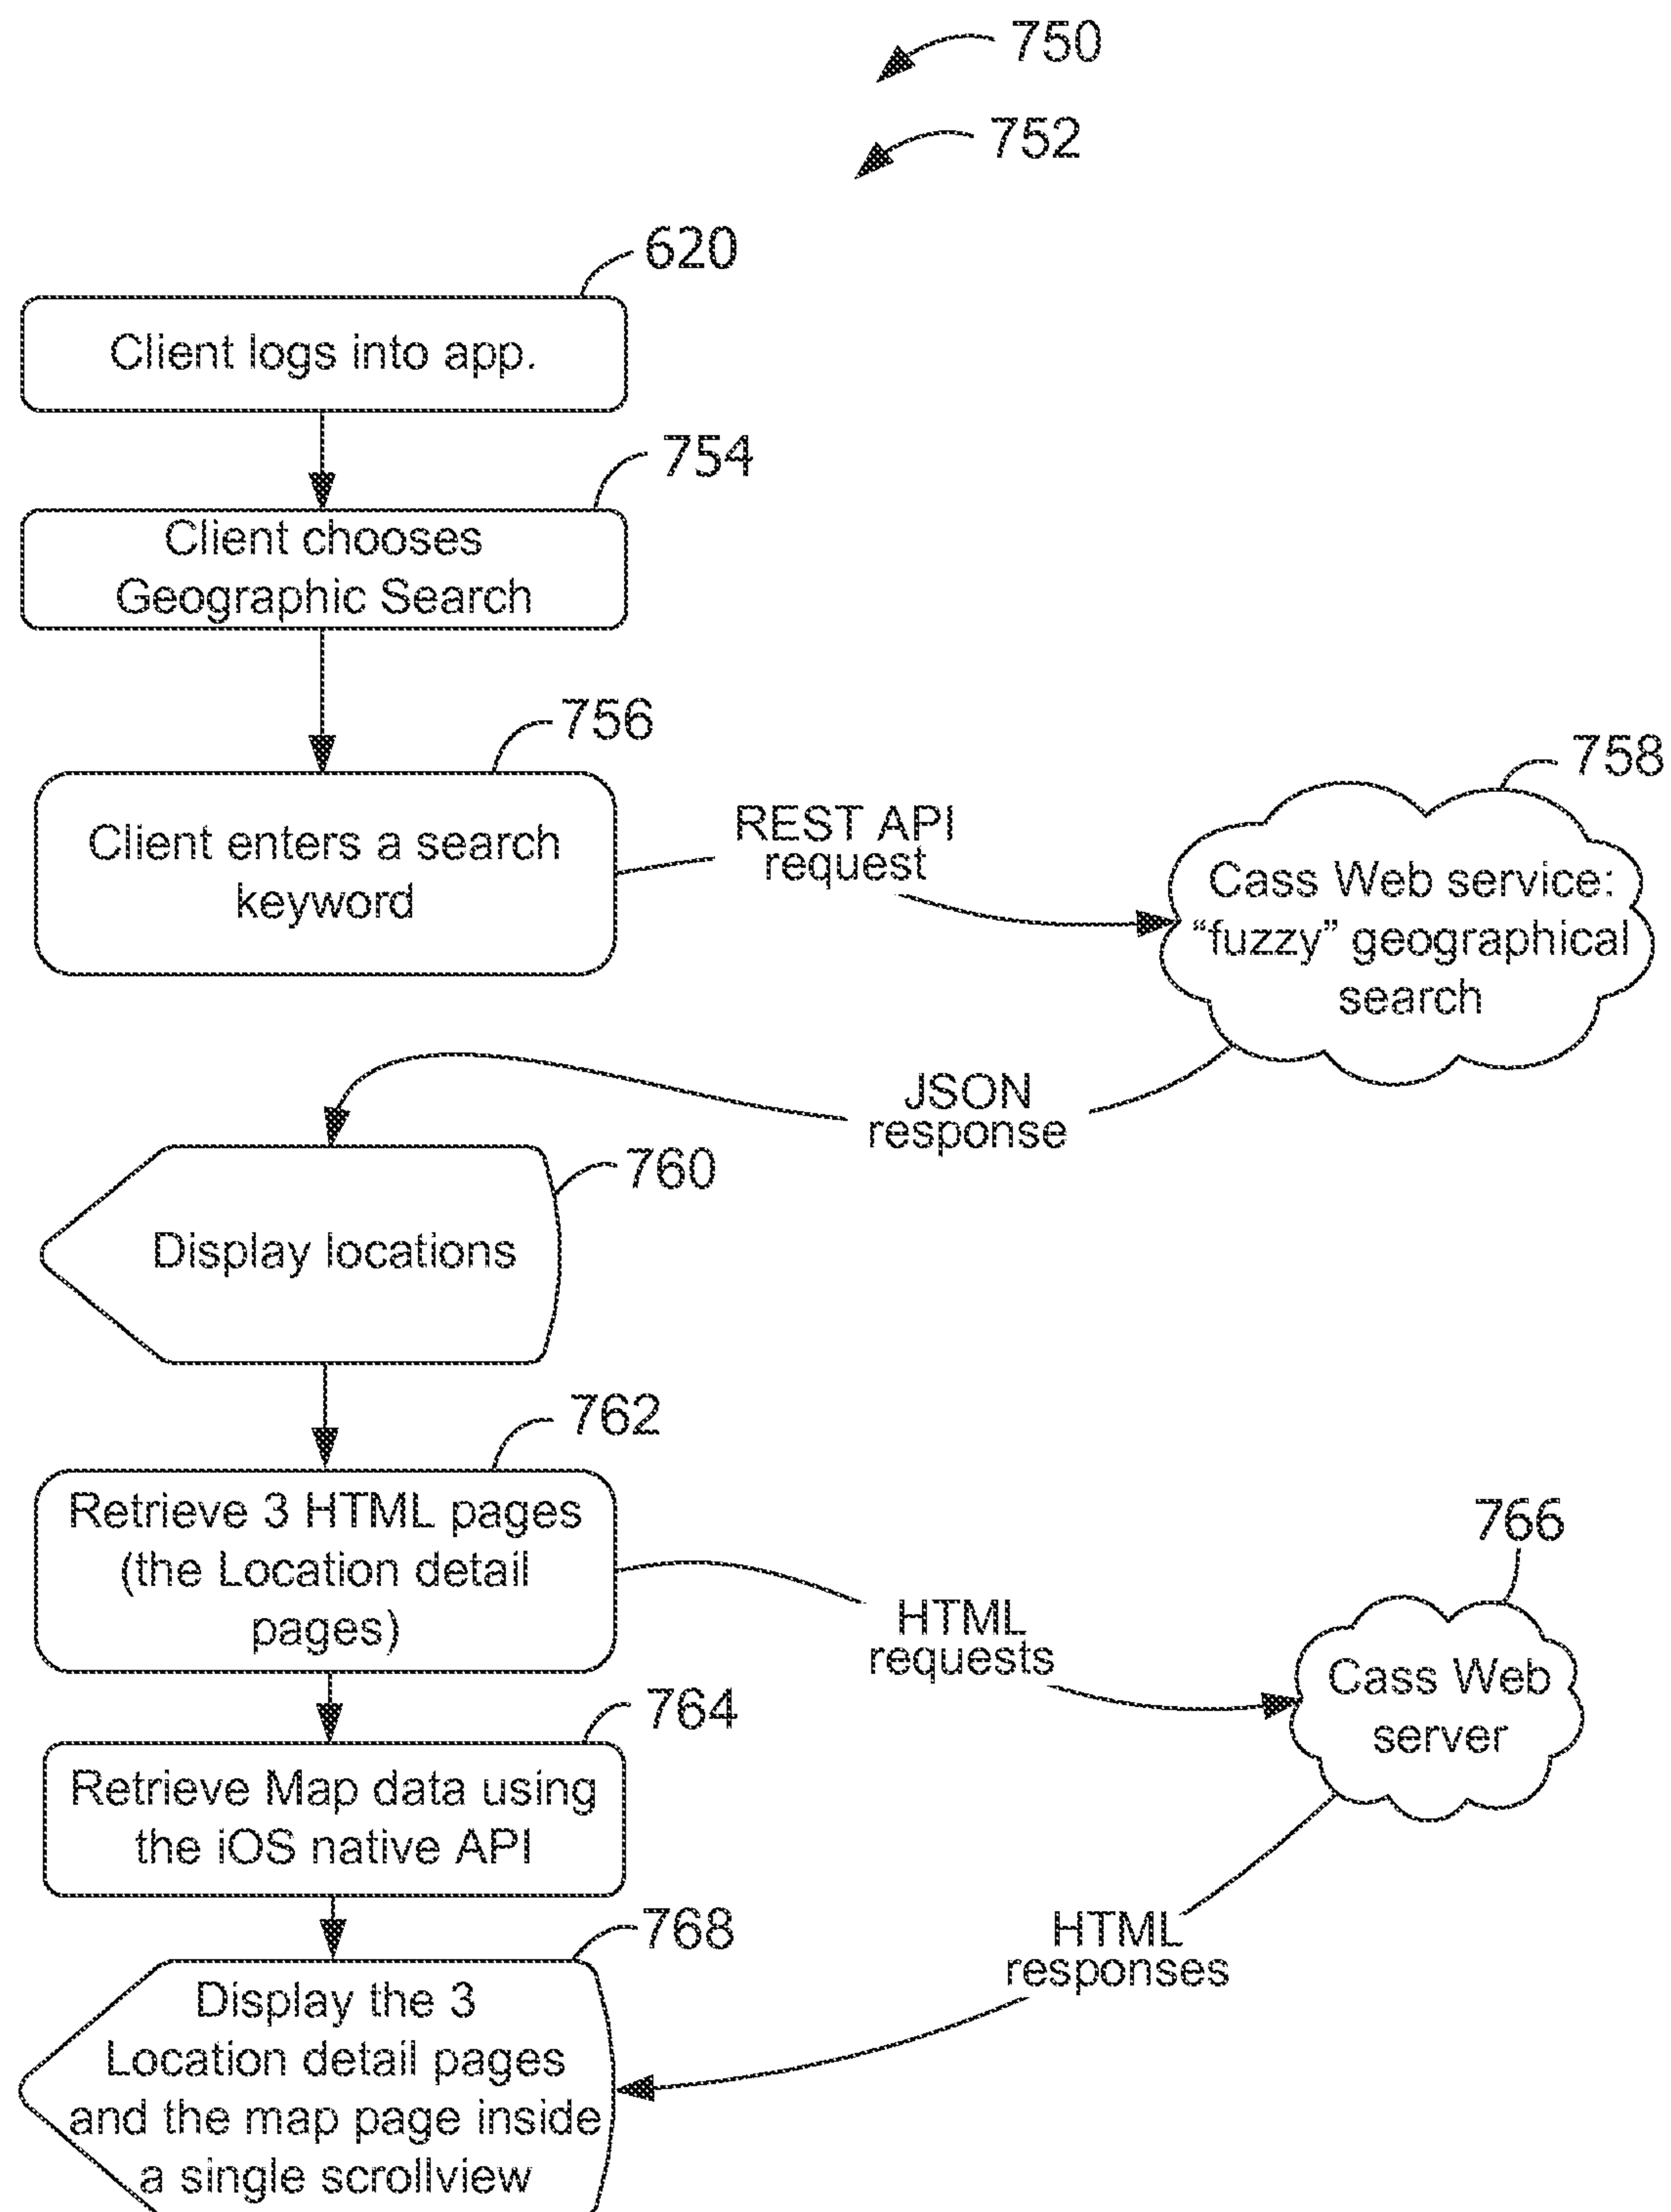 750
752
620
Client logs into app.
754
Client chooses
Geographic Search
756
Client enters a search
keyword
REST API
request
758
Cass Web service:
“fuzzy” geographical
search
JSON
response
760
Display locations
762
Retrieve 3 HTML pages
(the Location detail
pages)
HTML
requests
766
Cass Web
server
764
Retrieve Map data using
the iOS native API
HTML
responses
768
Display the 3
Location detail pages
and the map page inside
a single scrollview